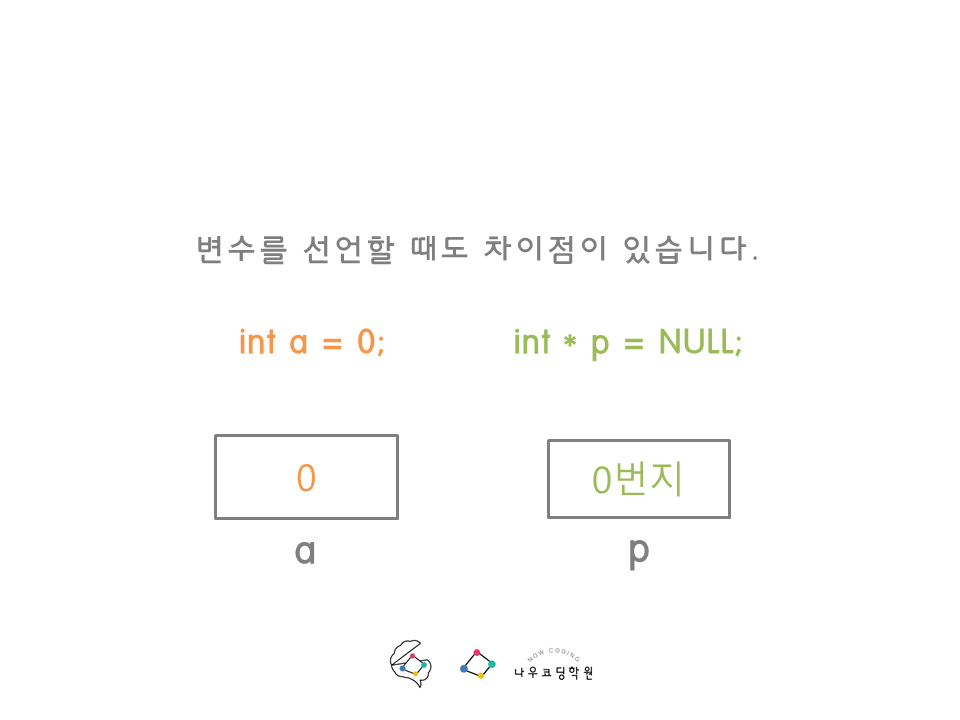 변수를 선언할 때도 차이점이 있습니다.
int a = 0;
int * p = NULL;
0
0번지
a
p
NOW CODING
나우코딩학원